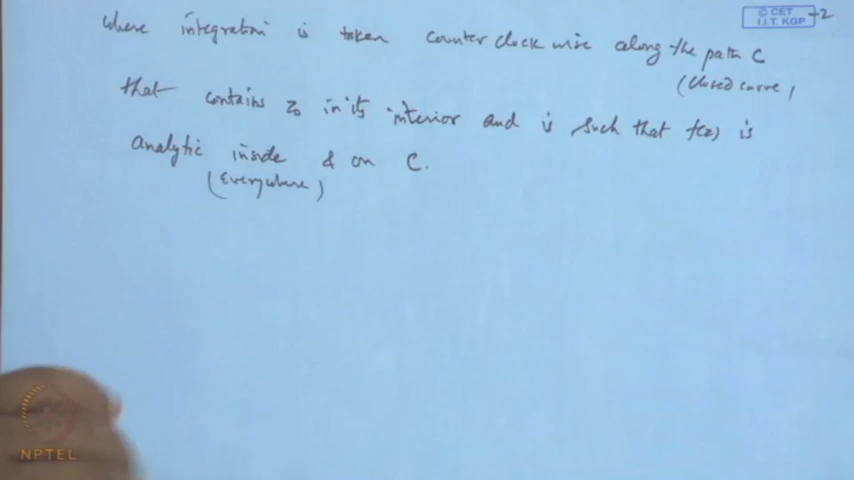 © CET
I.I.T. KGP
-2
where integration is taken counter clock wise along the path C
(closed curve)
that contains z0 in its interior and is such that f(z) is
analytic inside & on C.
(Everywhere)
NPTEL